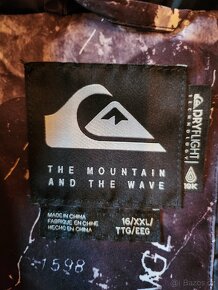 THE MOUNTAIN
AND THE WAVE
MADE IN CHINA
FABRIQUE EN CHINE
HECHO EN CHINA
16/XXL/
TTG/EEG
DRYFLIGHT
TECHNOLOGY
10K
1598